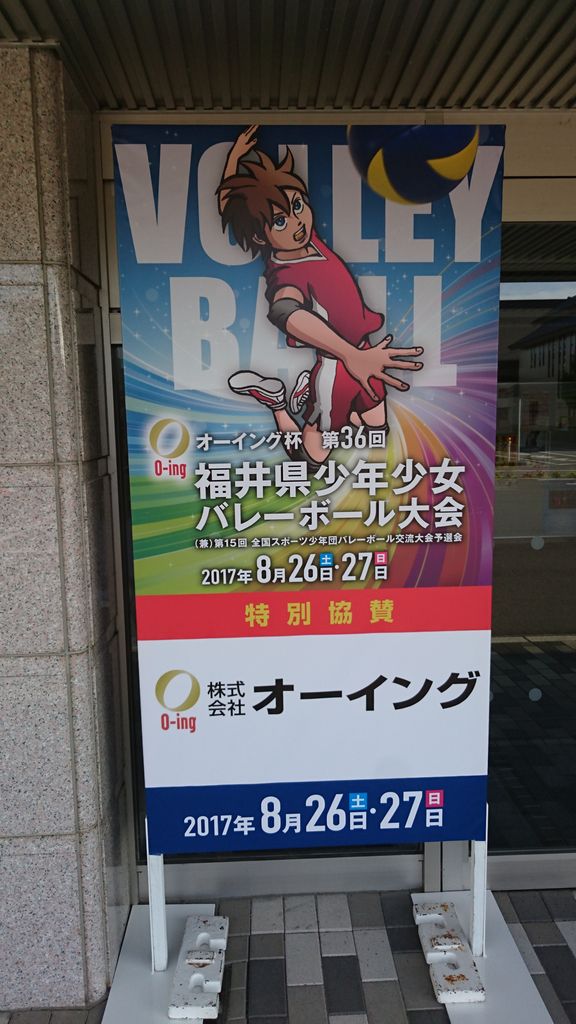 VOLLEY
BALL
O-ing
オーイング杯 第36回
福井県少年少女
バレーボール大会
(兼)第15回 全国スポーツ少年団バレーボール交流大会予選会
2017年8月26日土・27日日
特別協賛
O-ing
株式会社 オーイング
2017年8月26日土・27日日